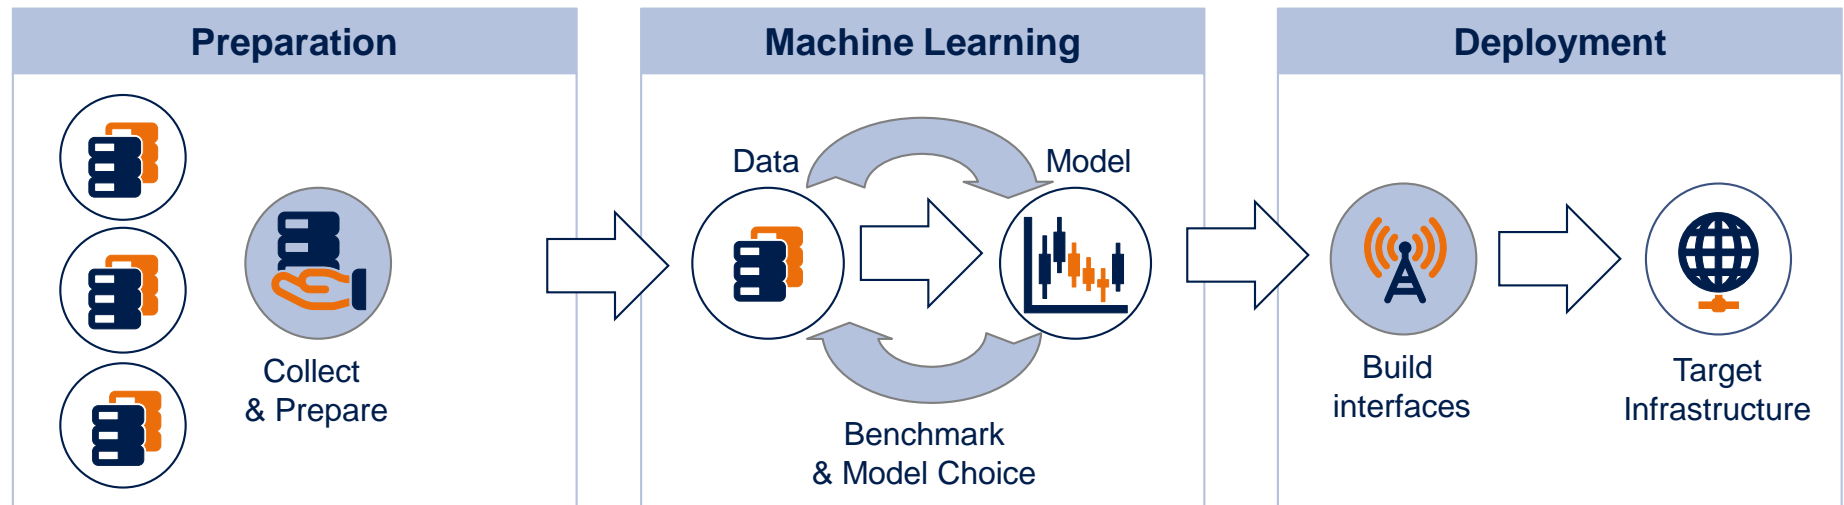 Preparation
Collect
& Prepare
Machine Learning
Data
Model
Benchmark
& Model Choice
Deployment
Build
interfaces
Target
Infrastructure